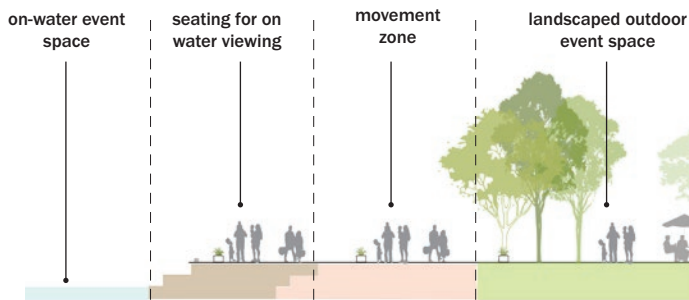 on-water event
space
seating for on
water viewing
movement
zone
landscaped outdoor
event space